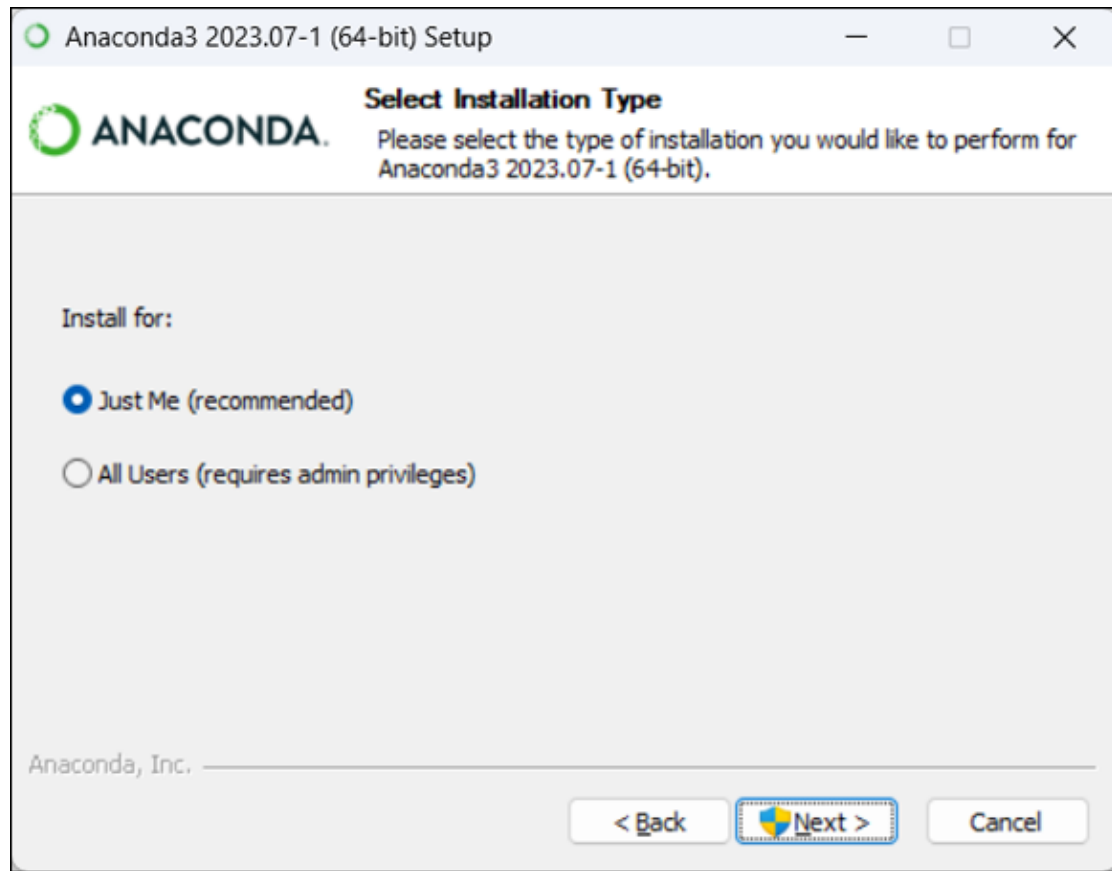 Anaconda3 2023.07-1 (64-bit) Setup
ANANCONDA.
Select Installation Type
Please select the type of installation you would like to perform for
Anaconda3 2023.07-1 (64-bit).
Install for:
Just Me (recommended)
All Users (requires admin privileges)
Anaconda, Inc.
< Back
Next >
Cancel